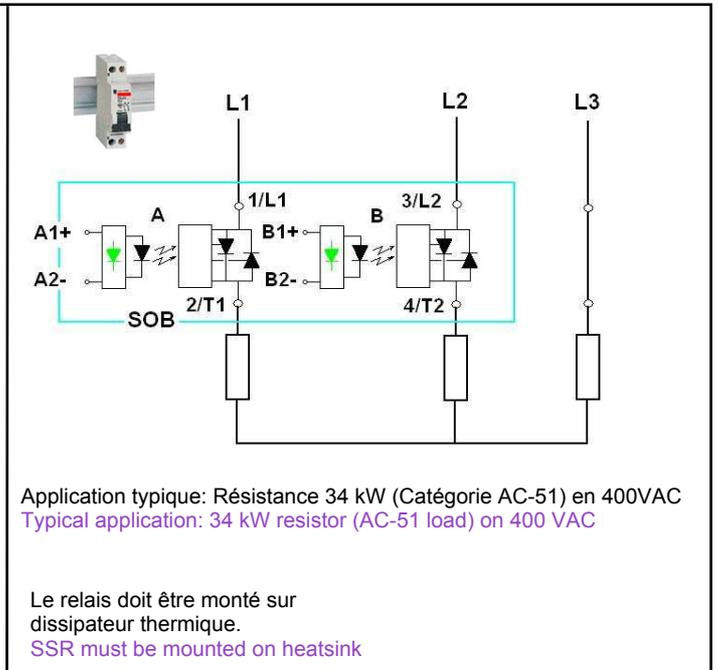 L1
L2
L3
1/L1
3/L2
A
B
A1+
B1+
A2-
B2-
2/T1
4/T2
SOB
Application typique: Résistance 34 kW (Catégorie AC-51) en 400VAC
Typical application: 34 kW resistor (AC-51 load) on 400 VAC
Le relais doit être monté sur
dissipateur thermique.
SSR must be mounted on heatsink